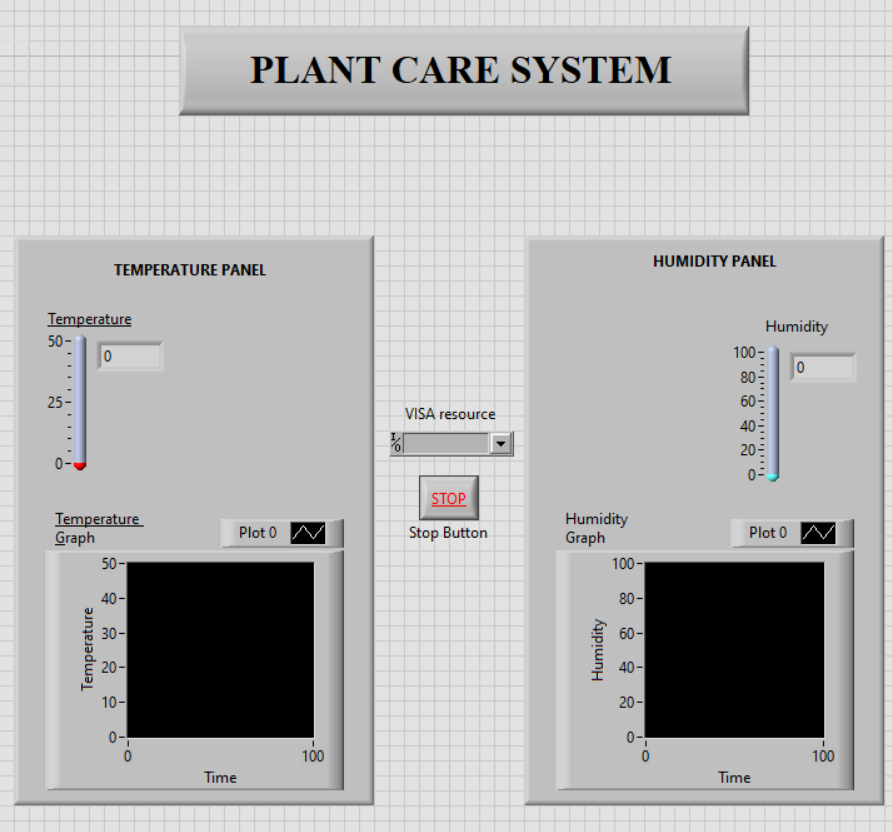 PLANT CARE SYSTEM
TEMPERATURE PANEL
Temperature
50
25
0
0
Temperature
Graph
Plot 0
50
40
30
20
10
0
Temperature
0
100
Time
VISA resource
I/0
STOP
Stop Button
HUMIDITY PANEL
Humidity
100
80
60
40
20
0
0
Humidity
Graph
Plot 0
100
80
60
40
20
0
Humidity
0
100
Time